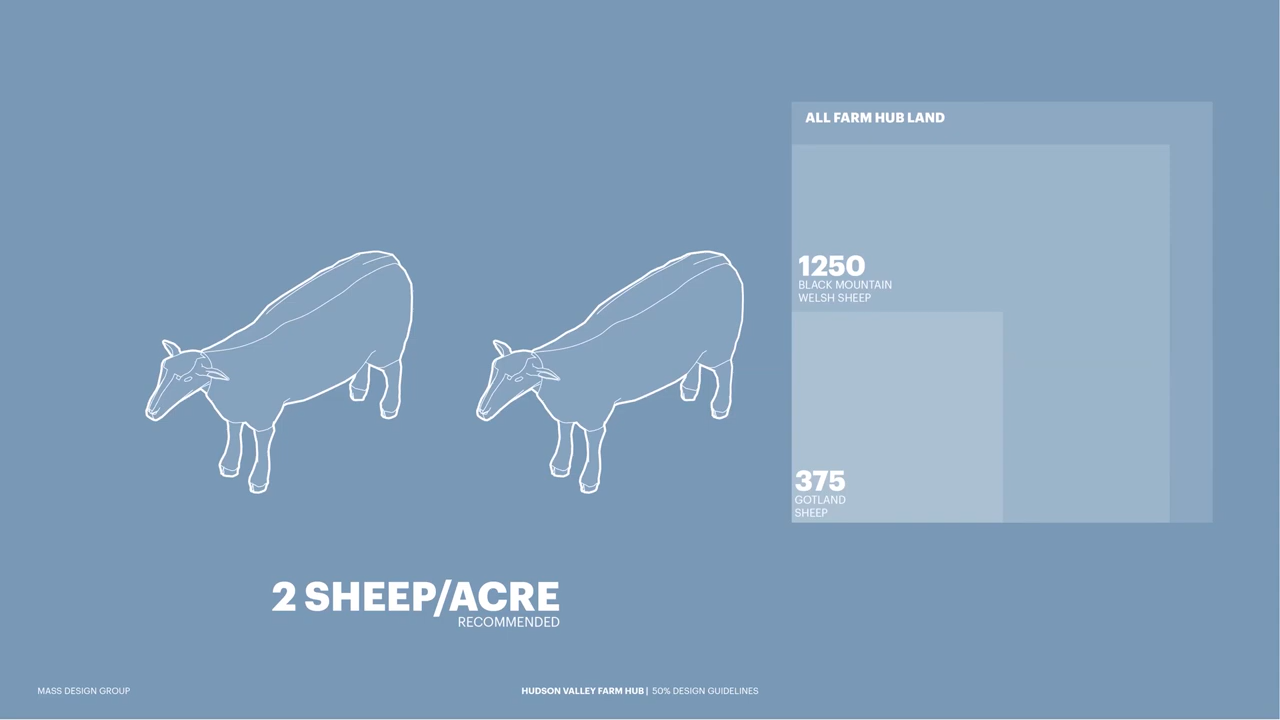 ALL FARM HUB LAND
1250
BLACK MOUNTAIN
WELSH SHEEP
375
GOTLAND
SHEEP
2 SHEEP/ACRE
RECOMMENDED
MASS DESIGN GROUP
HUDSON VALLEY FARM HUB | 50% DESIGN GUIDELINES